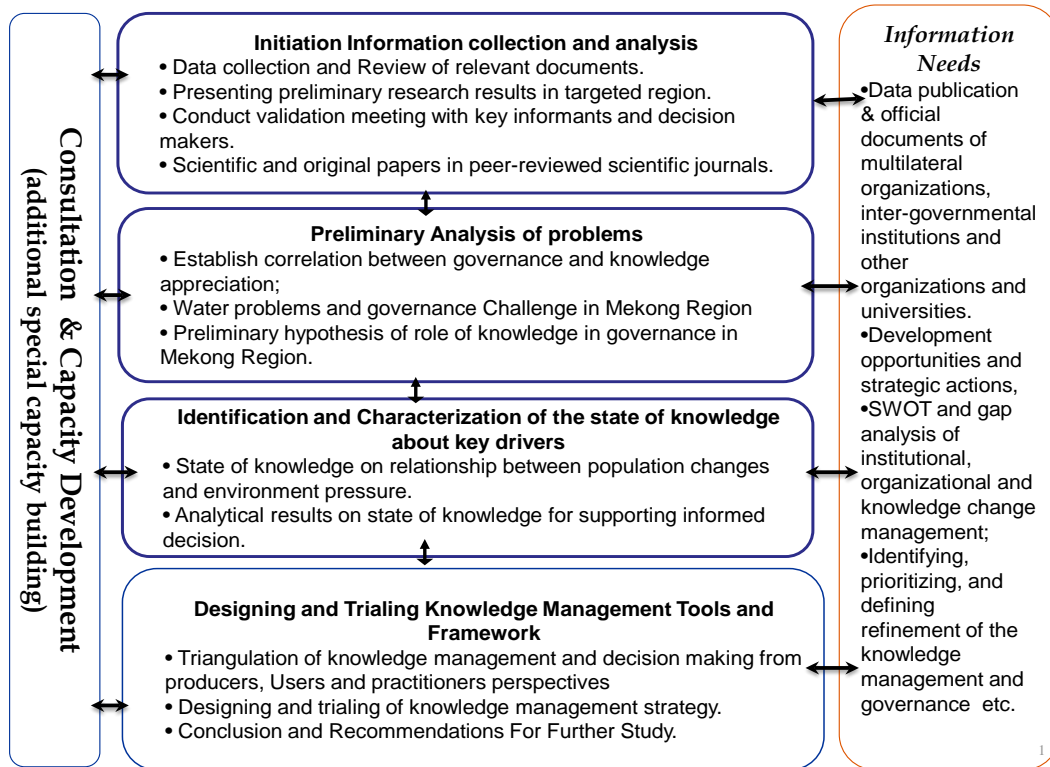 Consultation & Capacity Development
(additional special capacity building)
Initiation Information collection and analysis
• Data collection and Review of relevant documents.
• Presenting preliminary research results in targeted region.
• Conduct validation meeting with key informants and decision
makers.
• Scientific and original papers in peer-reviewed scientific journals.
Preliminary Analysis of problems
• Establish correlation between governance and knowledge
appreciation;
• Water problems and governance Challenge in Mekong Region
• Preliminary hypothesis of role of knowledge in governance in
Mekong Region.
Identification and Characterization of the state of knowledge
about key drivers
• State of knowledge on relationship between population changes
and environment pressure.
• Analytical results on state of knowledge for supporting informed
decision.
Designing and Trialing Knowledge Management Tools and
Framework
• Triangulation of knowledge management and decision making from
producers, Users and practitioners perspectives
• Designing and trialing of knowledge management strategy.
• Conclusion and Recommendations For Further Study.
Information
Needs
•Data publication
& official
documents of
multilateral
organizations,
inter-governmental
institutions and
other
organizations and
universities.
•Development
opportunities and
strategic actions,
•SWOT and gap
analysis of
institutional,
organizational and
knowledge change
management;
•Identifying,
prioritizing, and
defining
refinement of the
knowledge
management and
governance etc.
1